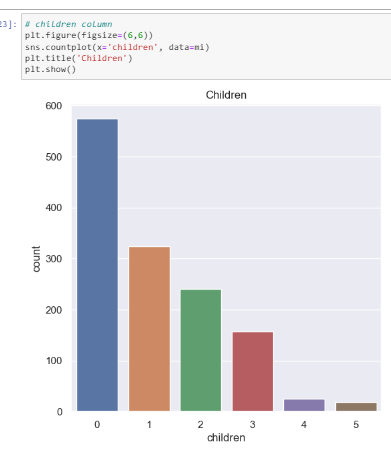 23]:
# children column
plt.figure(figsize=(6,6))
sns.countplot(x='children', data=mi)
plt.title('Children')
plt.show()
Children
600
500
400
300
200
100
0
count
0 1 2 3 4 5
children